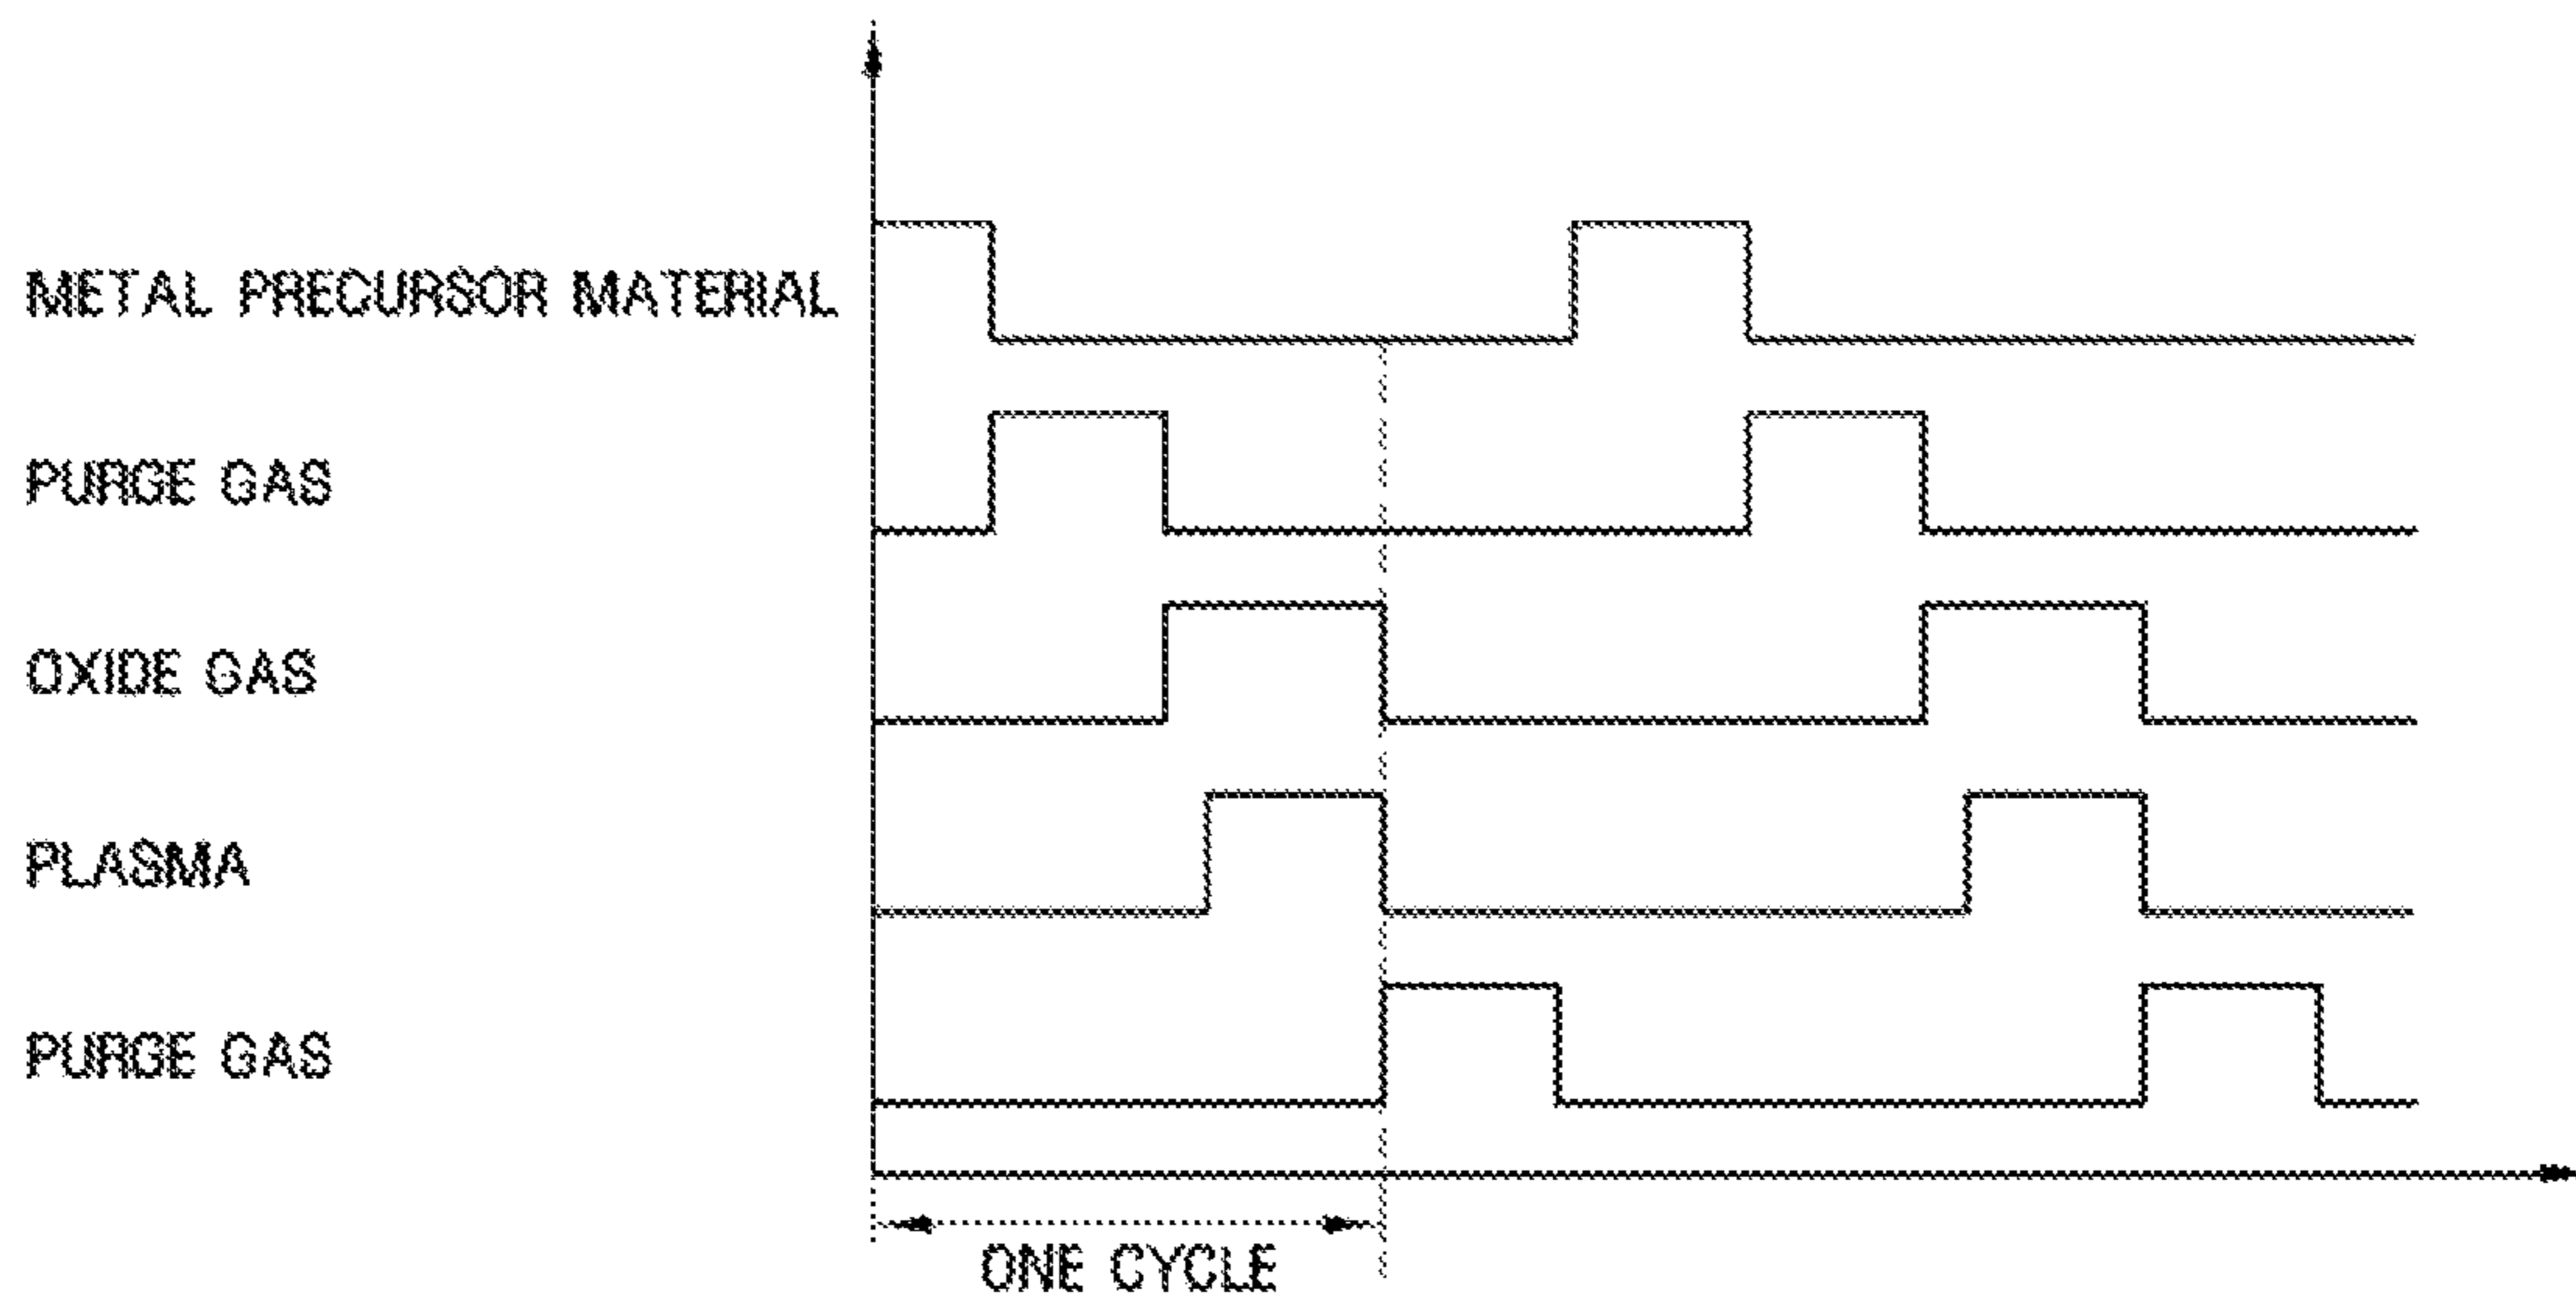 METAL PRECURSOR MATERIAL
PURGE GAS
OXIDE GAS
PLASMA
PURGE GAS
ONE CYCLE